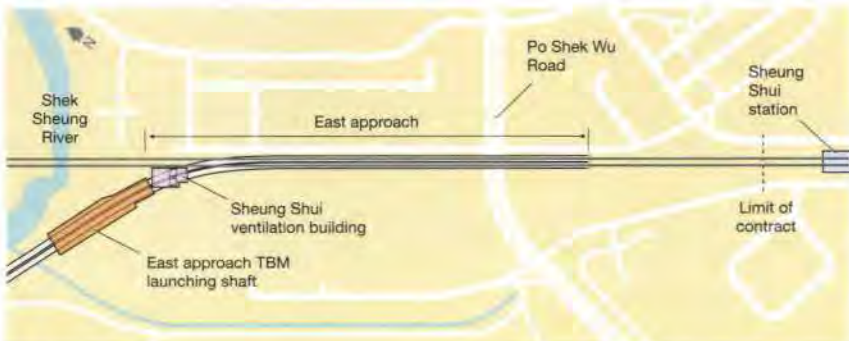 N
Po Shek Wu
Road
Sheung
Shui
station
Shek
Sheung
River
East approach
Sheung Shui
ventilation building
Limit of
contract
East approach TBM
launching shaft